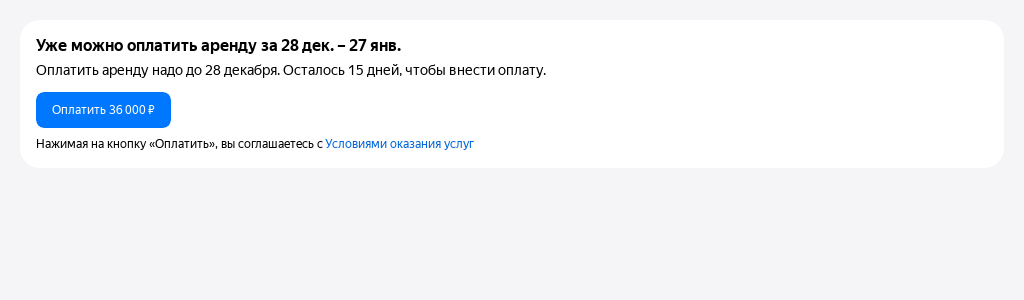 Уже можно оплатить аренду за 28 дек. – 27 янв.
Оплатить аренду надо до 28 декабря. Осталось 15 дней, чтобы внести оплату.
Оплатить 36 000 ₽
Нажимая на кнопку «Оплатить», вы соглашаетесь с Условиями оказания услуг